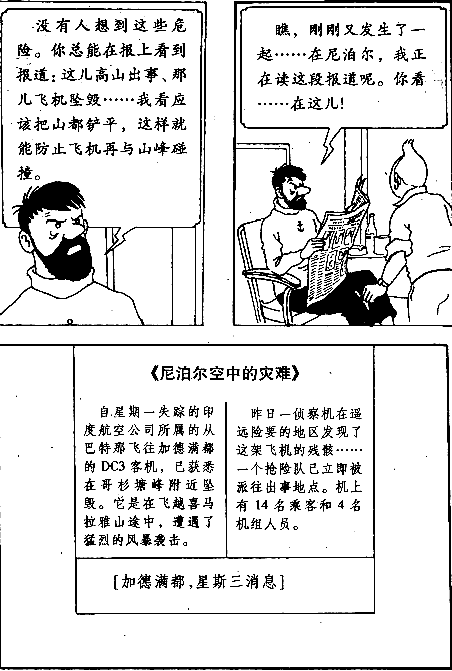 没有人想到这些危
险。你总能在报上看到
报道：这儿高山出事、那
儿飞机坠毁……我看应
该把山都铲平，这样就
能防止飞机再与山峰碰
撞。
瞧，刚刚又发生了一
起……在尼泊尔，我正
在读这段报道呢。你看
……在这儿！
《尼泊尔空中的灾难》
自星期一失踪的印
度航空公司所属的从
巴特那飞往加德满都
的DC3客机，已获悉
在哥杉塘峰附近坠
毁。它是在飞越喜马
拉雅山途中，遭遇了
猛烈的风暴袭击。
昨日一侦察机在遥
远险要的地区发现了
这架飞机的残骸……
一个抢险队已立即被
派往出事地点。机上
有14名乘客和4名
机组人员。
［加德满都，星斯三消息］